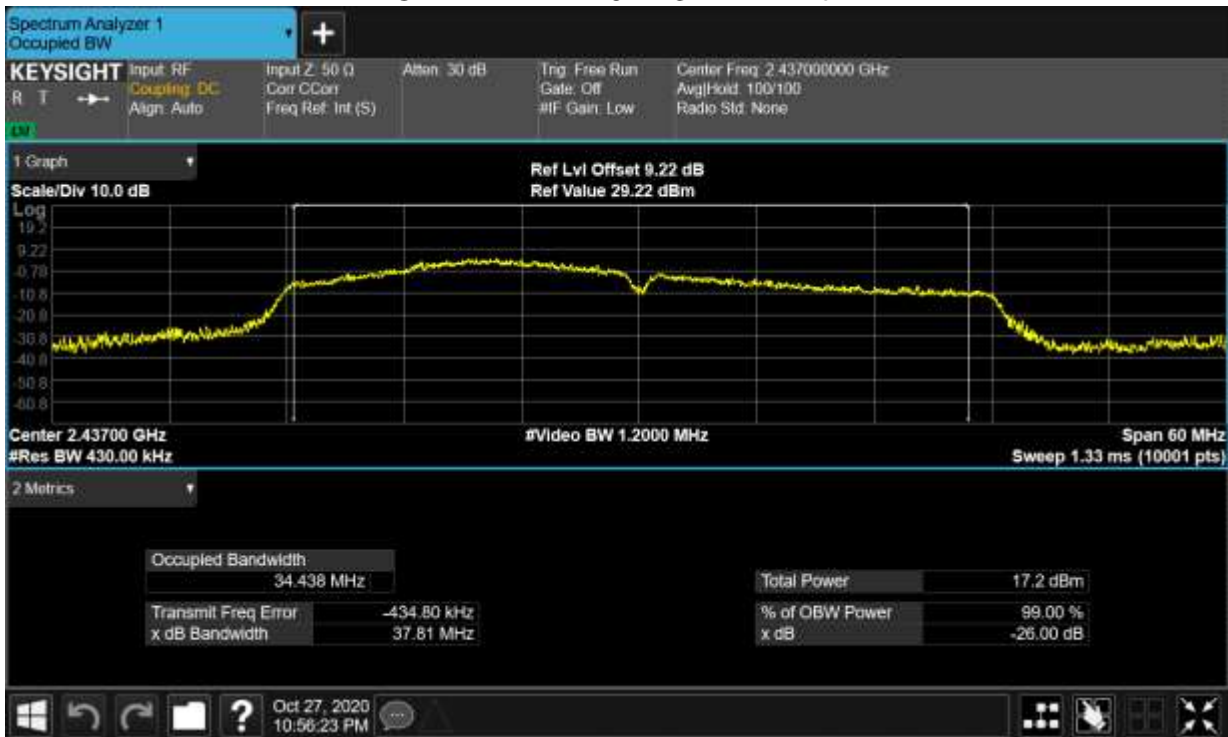 Spectrum Analyzer 1
Occupied BW
+
KEYSIGHT
R T
Input: RF
Coupling: DC
Align: Auto
Input Z: 50 Ω
Corr CCorr
Freq Ref: Int (S)
Atten: 30 dB
Trig: Free Run
Gate: Off
#IF Gain: Low
Center Freq: 2.437000000 GHz
Avg|Hold: 100/100
Radio Std: None
1 Graph
Ref Lvl Offset 9.22 dB
Scale/Div 10.0 dB
Ref Value 29.22 dBm
Log
19.2
9.22
-0.78
-10.8
-20.8
-30.8
-40.8
-50.8
-60.8
Center 2.43700 GHz
#Video BW 1.2000 MHz
Span 60 MHz
#Res BW 430.00 kHz
Sweep 1.33 ms (10001 pts)
2 Metrics
Occupied Bandwidth
34.438 MHz
Total Power 17.2 dBm
Transmit Freq Error -434.80 kHz
% of OBW Power 99.00 %
x dB Bandwidth 37.81 MHz
x dB -26.00 dB
?
Oct 27, 2020
10:56:23 PM